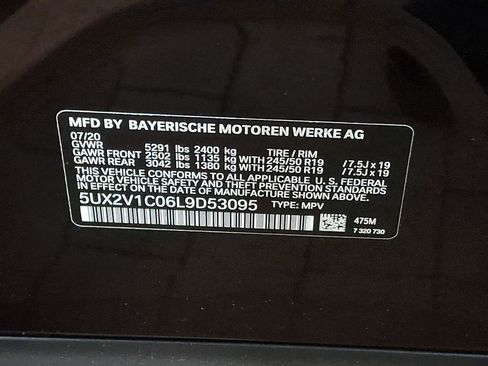 MFD BY BAYERISCHE MOTOREN WERKE AG
07/20
GVWR 5291 lbs 2400 kg TIRE / RIM
GAWR FRONT 2502 lbs 1135 kg WITH 245/50 R19 / 7.5J x 19
GAWR REAR 3042 lbs 1380 kg WITH 245/50 R19 / 7.5J x 19
THIS VEHICLE CONFORMS TO ALL APPLICABLE U. S. FEDERAL
MOTOR VEHICLE SAFETY AND THEFT PREVENTION STANDARDS
IN EFFECT ON THE DATE OF MANUFACTURE SHOWN ABOVE.
5UX2V1C06L9D53095 TYPE: MPV
475M
7 320 730